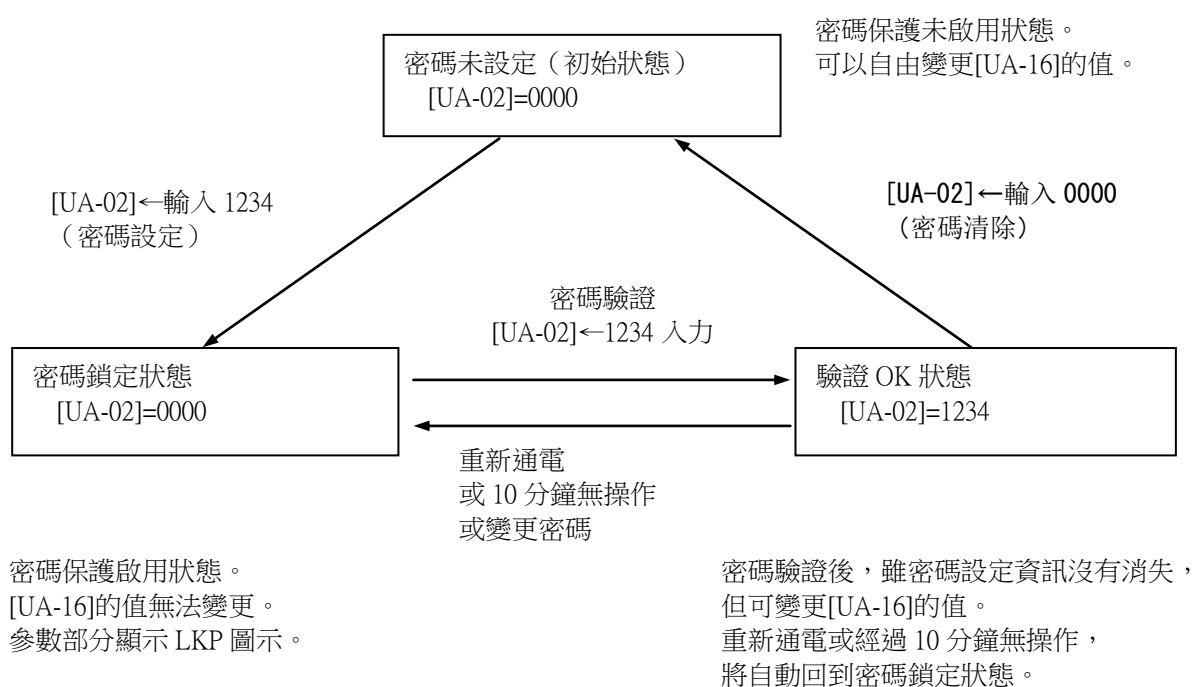 密碼保護未啟用狀態。
可以自由變更[UA-16]的值。
密碼未設定（初始狀態）
[UA-02]=0000
[UA-02]←輸入 1234
（密碼設定）
[UA-02]←輸入 0000
（密碼清除）
密碼驗證
[UA-02]←1234 入力
密碼鎖定狀態
[UA-02]=0000
驗證 OK 狀態
[UA-02]=1234
重新通電
或 10 分鐘無操作
或變更密碼
密碼保護啟用狀態。
[UA-16]的值無法變更。
參數部分顯示 LKP 圖示。
密碼驗證後，雖密碼設定資訊沒有消失，
但可變更[UA-16]的值。
重新通電或經過 10 分鐘無操作，
將自動回到密碼鎖定狀態。